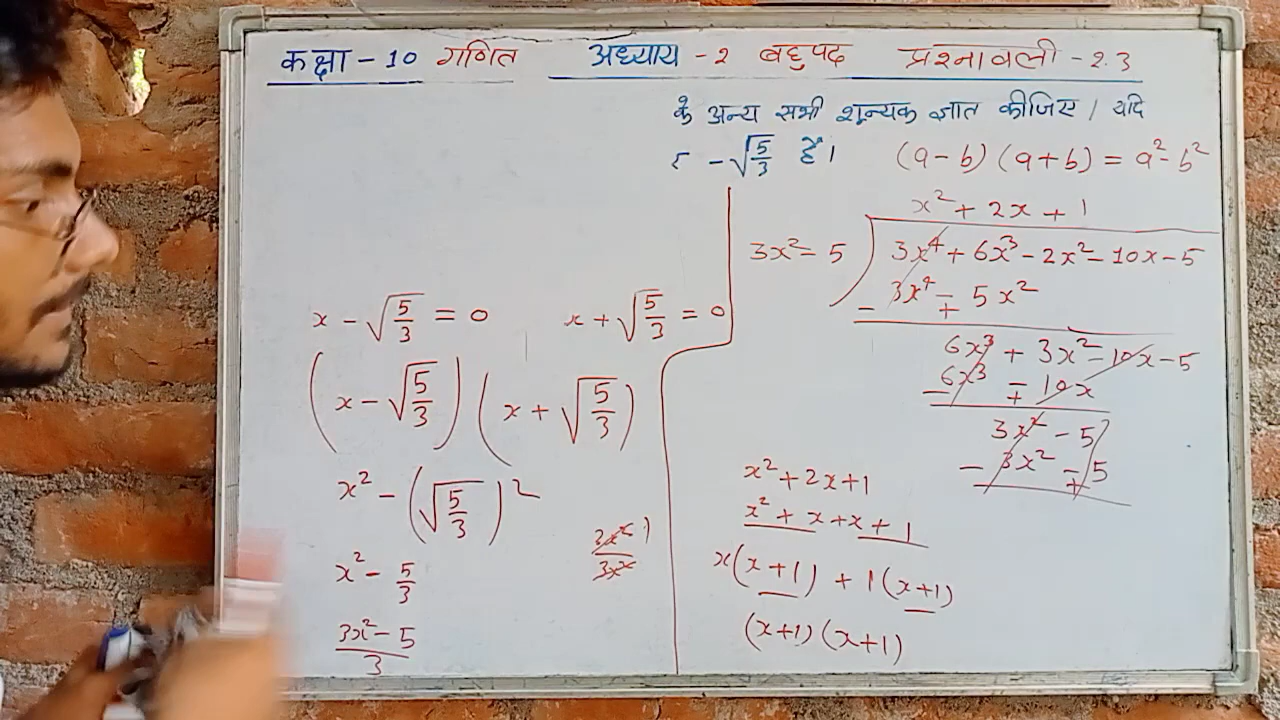 कक्षा - 10 गणित अध्याय - 2 बहुपद प्रश्नावली - 2.3
के अन्य सभी शून्यक ज्ञात कीजिए । यदि
- √(5/3) हैं।
(a - b) (a + b) = a² - b²
x - √(5/3) = 0 x + √(5/3) = 0
(x - √(5/3)) (x + √(5/3))
x² - (√(5/3))²
x² - 5/3
(3x² - 5)/3
x² + 2x + 1
3x² - 5 ) 3x⁴ + 6x³ - 2x² - 10x - 5
- 3x⁴ ∓ 5x²
6x³ + 3x² - 10x - 5
- 6x³ ∓ 10x
3x² - 5
- 3x² ∓ 5
x² + 2x + 1
x² + x + x + 1
x(x + 1) + 1(x+1)
(x+1) (x+1)